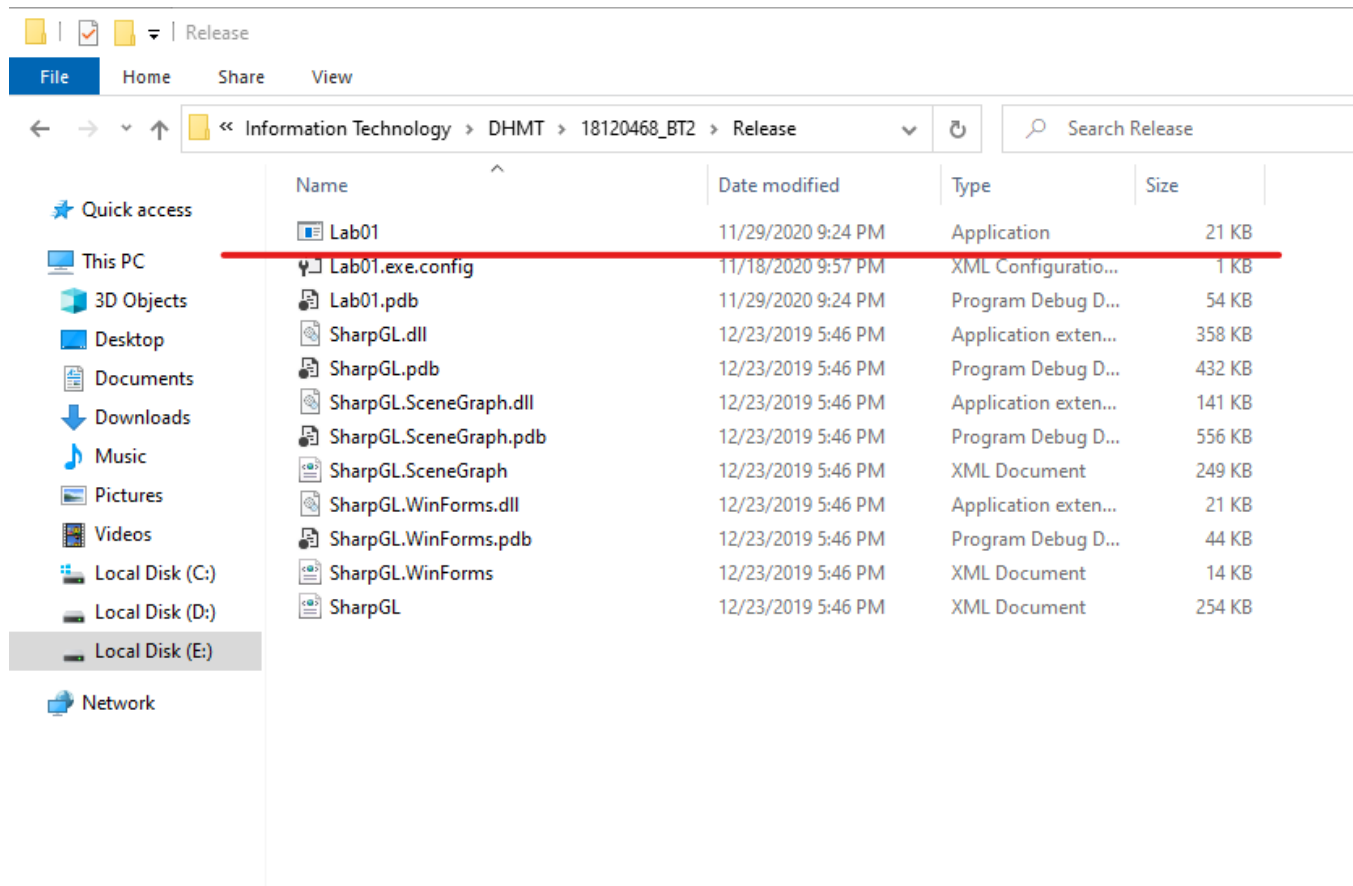 Release
File Home Share View
« Information Technology > DHMT > 18120468_BT2 > Release Search Release
Name Date modified Type Size
Quick access
This PC
3D Objects
Desktop
Documents
Downloads
Music
Pictures
Videos
Local Disk (C:)
Local Disk (D:)
Local Disk (E:)
Network
Lab01 11/29/2020 9:24 PM Application 21 KB
Lab01.exe.config 11/18/2020 9:57 PM XML Configuratio... 1 KB
Lab01.pdb 11/29/2020 9:24 PM Program Debug D... 54 KB
SharpGL.dll 12/23/2019 5:46 PM Application exten... 358 KB
SharpGL.pdb 12/23/2019 5:46 PM Program Debug D... 432 KB
SharpGL.SceneGraph.dll 12/23/2019 5:46 PM Application exten... 141 KB
SharpGL.SceneGraph.pdb 12/23/2019 5:46 PM Program Debug D... 556 KB
SharpGL.SceneGraph 12/23/2019 5:46 PM XML Document 249 KB
SharpGL.WinForms.dll 12/23/2019 5:46 PM Application exten... 21 KB
SharpGL.WinForms.pdb 12/23/2019 5:46 PM Program Debug D... 44 KB
SharpGL.WinForms 12/23/2019 5:46 PM XML Document 14 KB
SharpGL 12/23/2019 5:46 PM XML Document 254 KB